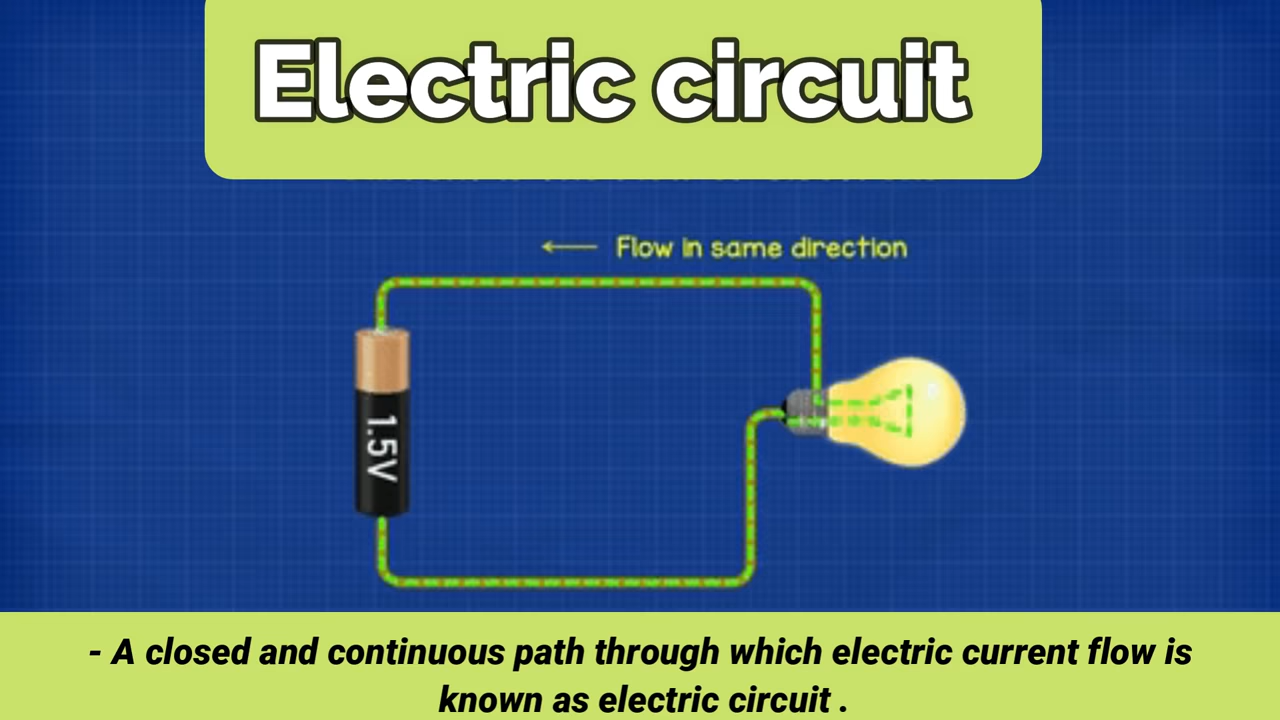 Electric circuit
← Flow in same direction
1.5V
- A closed and continuous path through which electric current flow is
known as electric circuit .